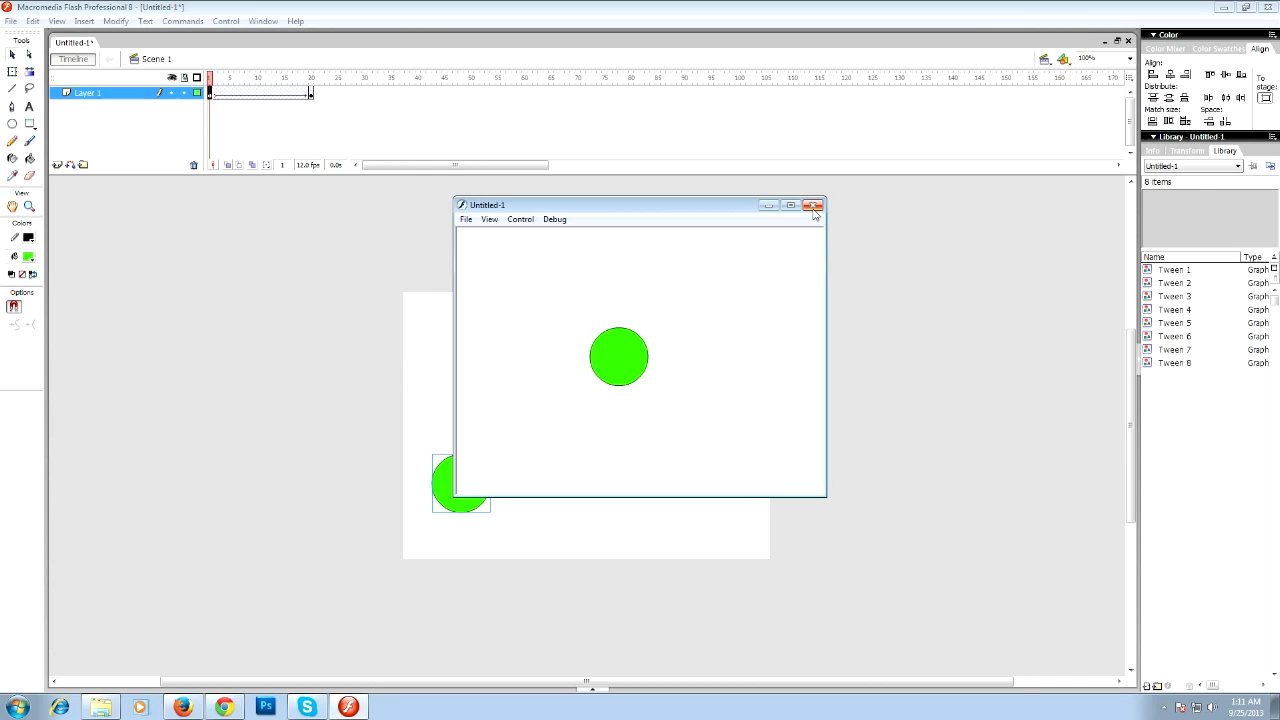 Macromedia Flash Professional 8 - [Untitled-1*]
File Edit View Insert Modify Text Commands Control Window Help
Tools
Untitled-1*
Timeline
Scene 1
100%
5 10 15 20 25 30 35 40 45 50 55 60 65 70 75 80 85 90 95 100 105 110 115 120 125 130 135 140 145 150 155 160 165 170
Layer 1
1 12.0 fps 0.0s
View
Colors
Options
Untitled-1
File View Control Debug
Color
Color Mixer Color Swatches Align
Align:
To
stage:
Distribute:
Match size: Space:
Library - Untitled-1
Info Transform Library
Untitled-1
8 items
Name Type
Tween 1 Graph
Tween 2 Graph
Tween 3 Graph
Tween 4 Graph
Tween 5 Graph
Tween 6 Graph
Tween 7 Graph
Tween 8 Graph
Ps
1:11 AM
9/25/2013